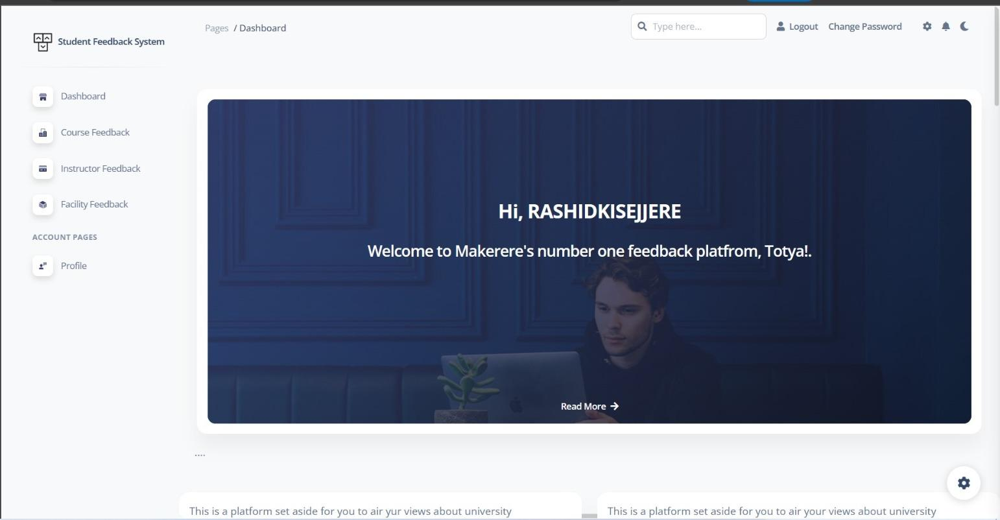 Student Feedback System
Pages / Dashboard
Type here...
Logout
Change Password
Dashboard
Course Feedback
Instructor Feedback
Facility Feedback
ACCOUNT PAGES
Profile
Hi, RASHIDKISEJJERE
Welcome to Makerere's number one feedback platfrom, Totya!.
Read More
....
This is a platform set aside for you to air yur views about university
This is a platform set aside for you to air your views about university